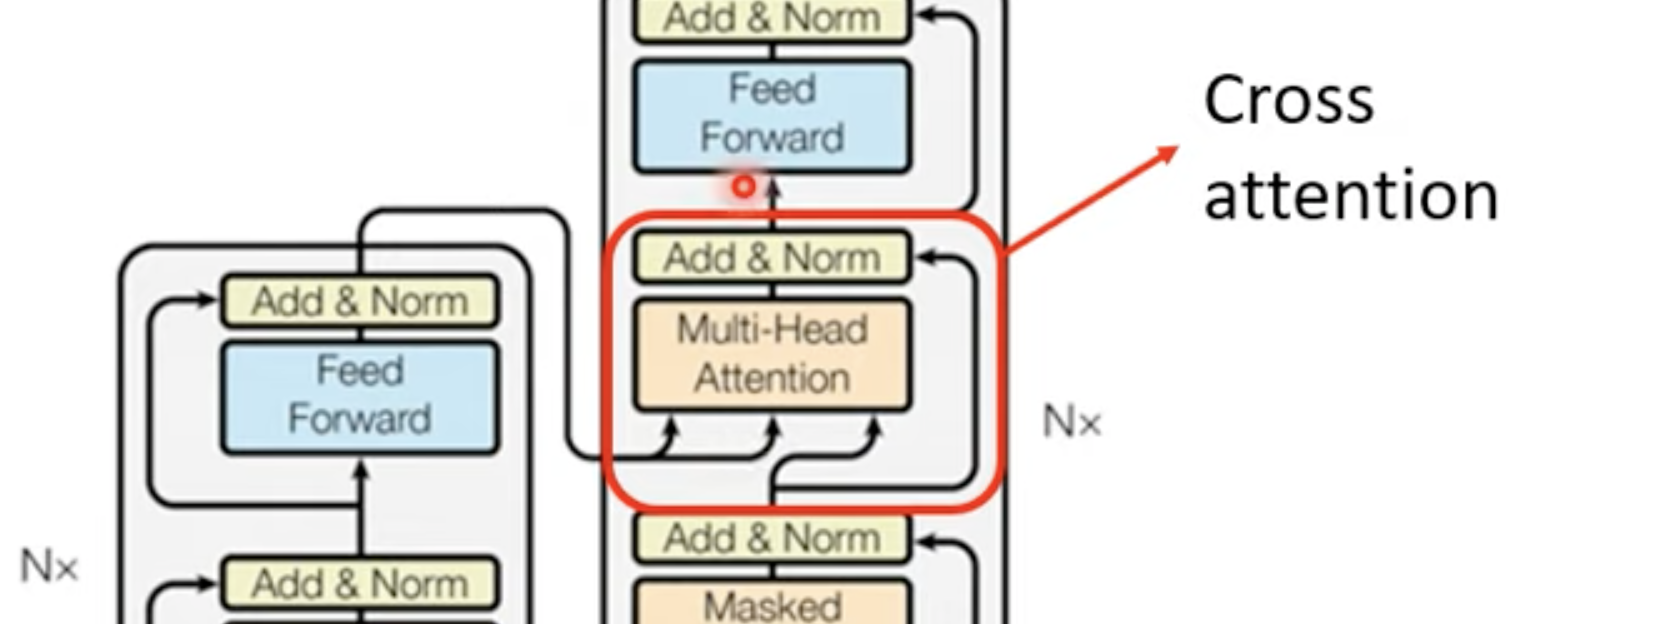 Add & Norm
Feed
Forward
Cross
attention
Add & Norm
Multi-Head
Attention
Nx
Add & Norm
Masked
Add & Norm
Feed
Forward
Nx
Add & Norm